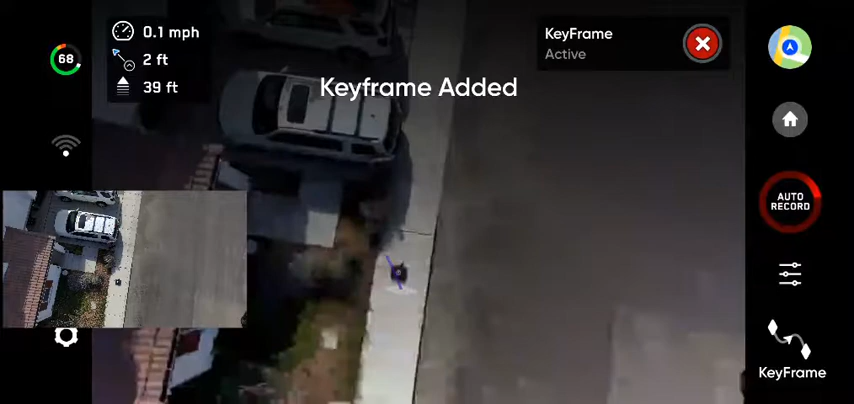 68
0.1 mph
2 ft
39 ft
KeyFrame
Active
Keyframe Added
AUTO
RECORD
KeyFrame